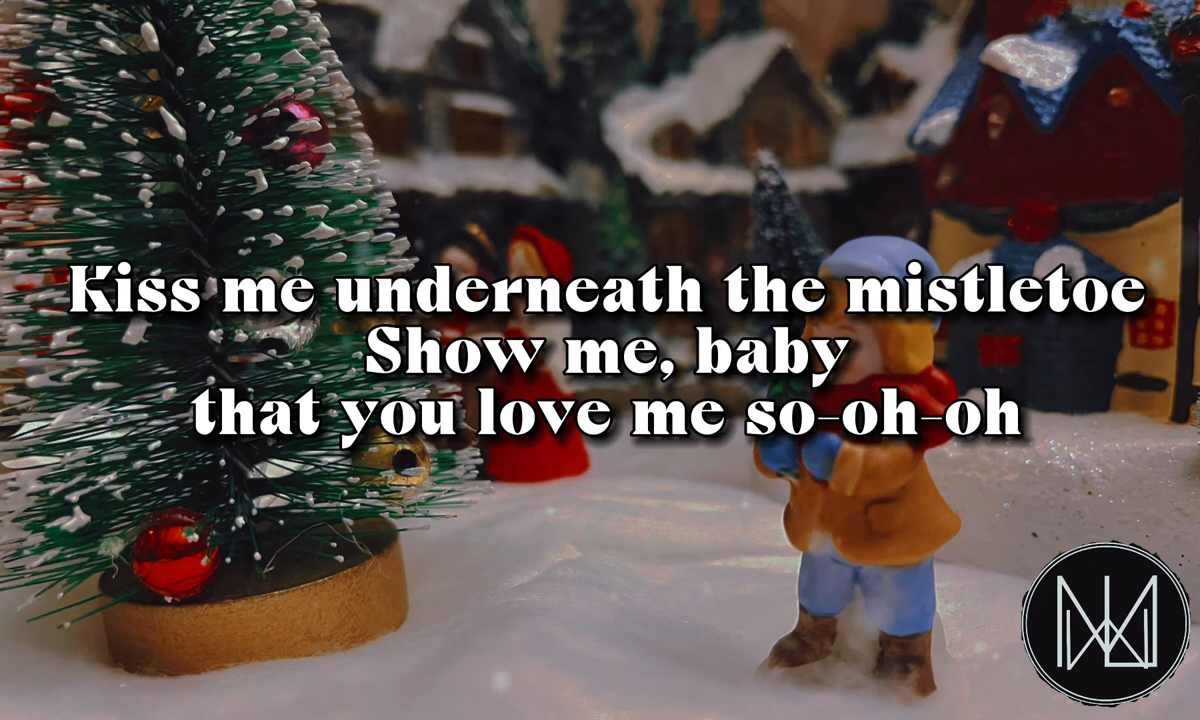 Kiss me underneath the mistletoe
Show me, baby
that you love me so-oh-oh